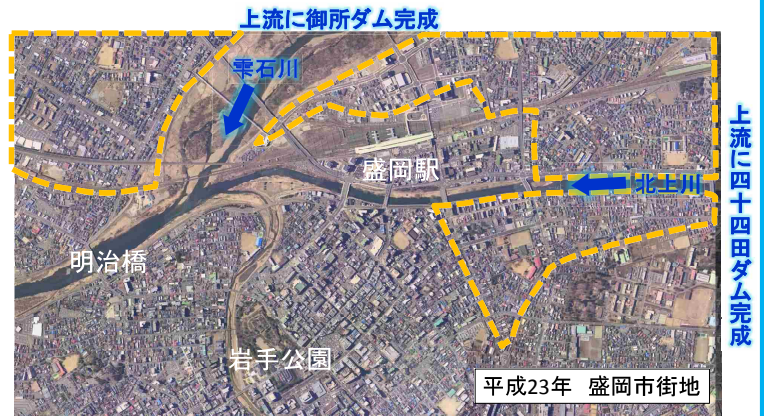 上流に御所ダム完成
雫石川
盛岡駅
北上川
上流に四十四田ダム完成
明治橋
岩手公園
平成23年 盛岡市街地